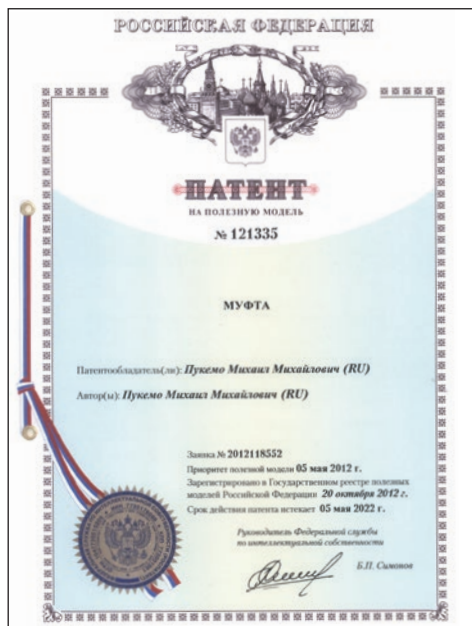 РОССИЙСКАЯ ФЕДЕРАЦИЯ
ПАТЕНТ
НА ПОЛЕЗНУЮ МОДЕЛЬ
№ 121335
МУФТА
Патентообладатель(ли): Пукемо Михаил Михайлович (RU)
Автор(ы): Пукемо Михаил Михайлович (RU)
Заявка № 2012118552
Приоритет полезной модели 05 мая 2012 г.
Зарегистрировано в Государственном реестре полезных
моделей Российской Федерации 20 октября 2012 г.
Срок действия патента истекает 05 мая 2022 г.
Руководитель Федеральной службы
по интеллектуальной собственности
Б.П. Симонов